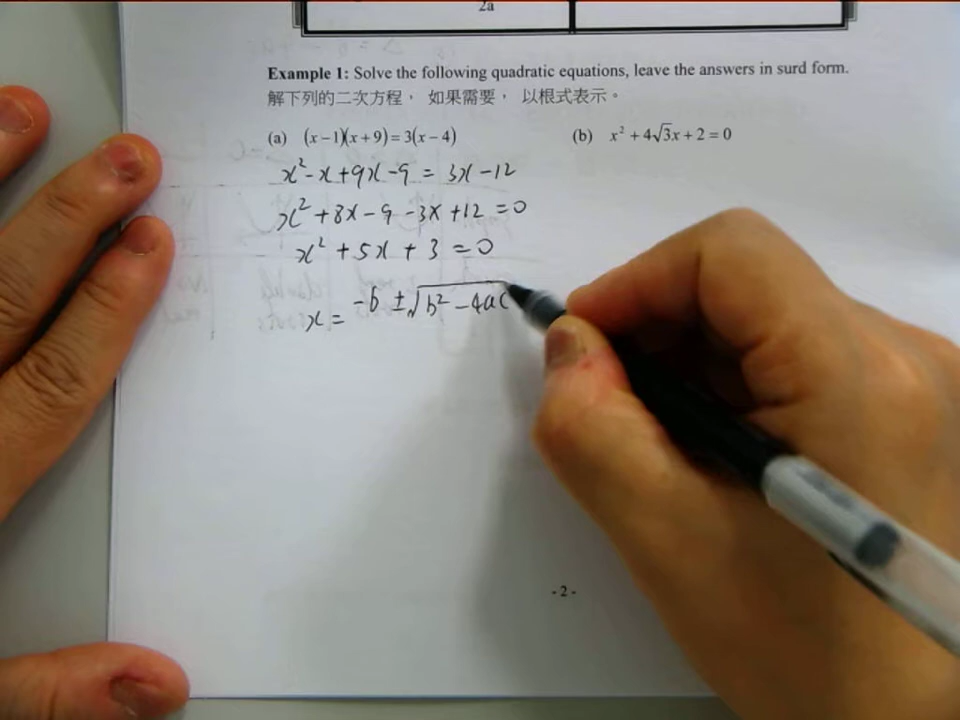 2a
Example 1: Solve the following quadratic equations, leave the answers in surd form.
解下列的二次方程， 如果需要， 以根式表示。
(a) (x−1)(x+9)=3(x−4)
(b) x²+4√3x+2=0
x²-x+9x-9 = 3x-12
x²+8x-9-3x+12=0
x²+5x+3=0
x= -b ±√b²-4ac
- 2 -